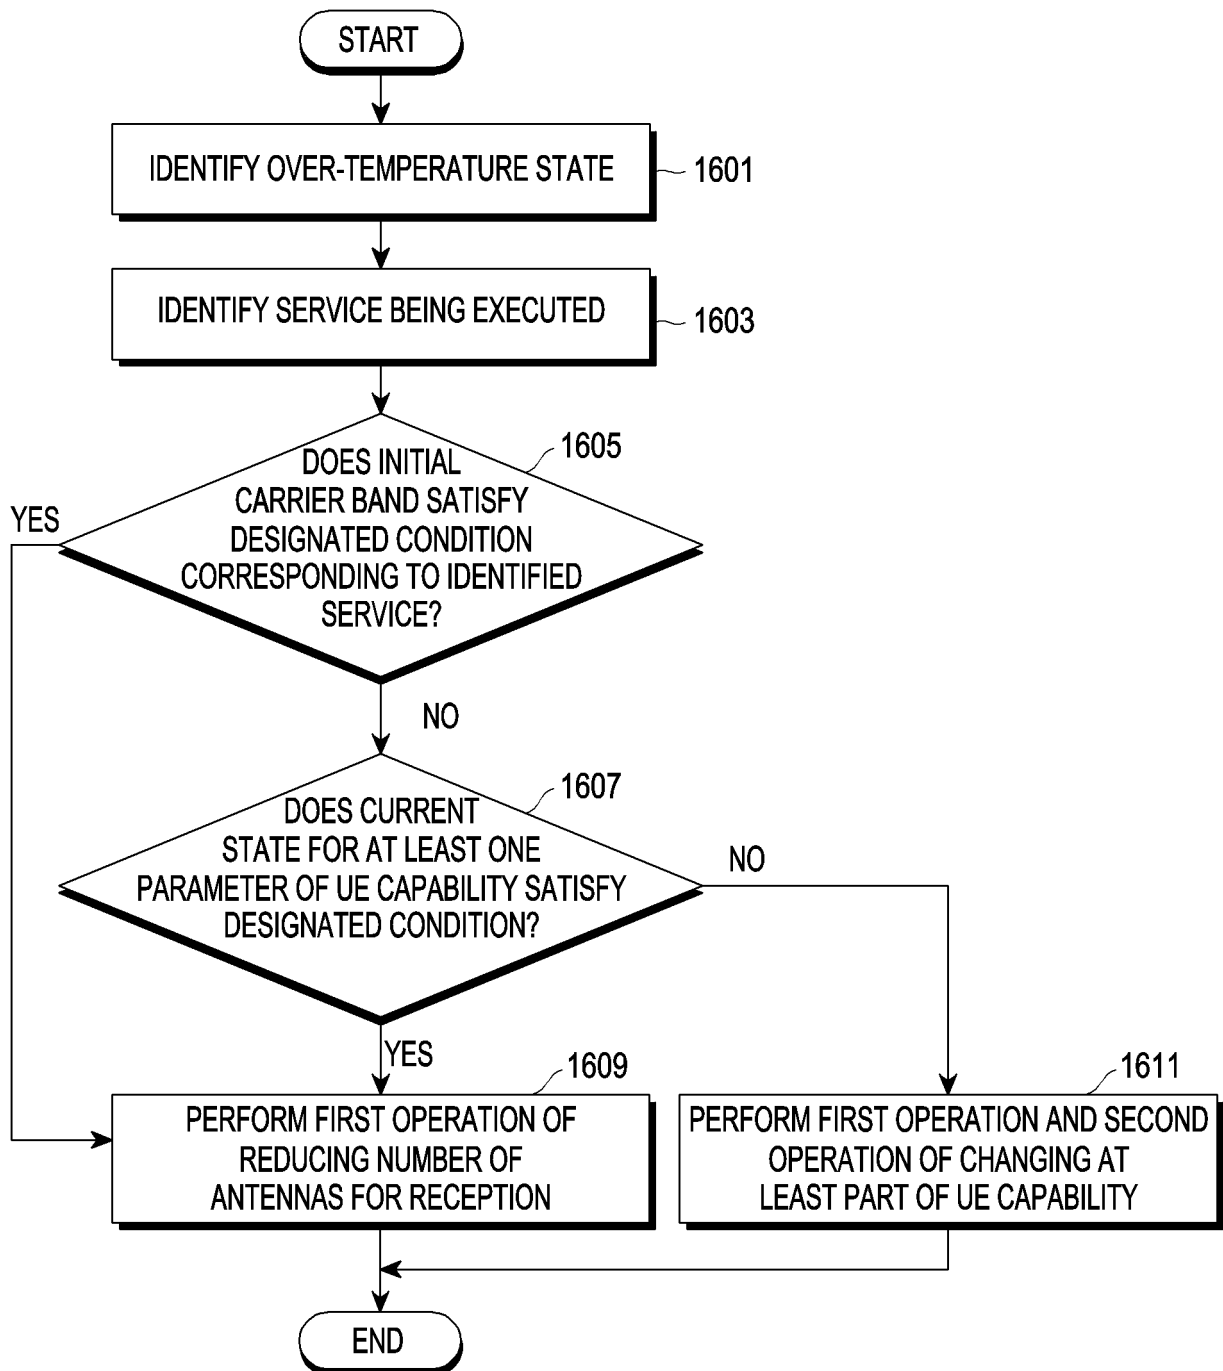 START
IDENTIFY OVER-TEMPERATURE STATE
1601
IDENTIFY SERVICE BEING EXECUTED
1603
1605
DOES INITIAL
CARRIER BAND SATISFY
DESIGNATED CONDITION
CORRESPONDING TO IDENTIFIED
SERVICE?
YES
NO
1607
DOES CURRENT
STATE FOR AT LEAST ONE
PARAMETER OF UE CAPABILITY SATISFY
DESIGNATED CONDITION?
NO
YES
1609
PERFORM FIRST OPERATION OF
REDUCING NUMBER OF
ANTENNAS FOR RECEPTION
1611
PERFORM FIRST OPERATION AND SECOND
OPERATION OF CHANGING AT
LEAST PART OF UE CAPABILITY
END